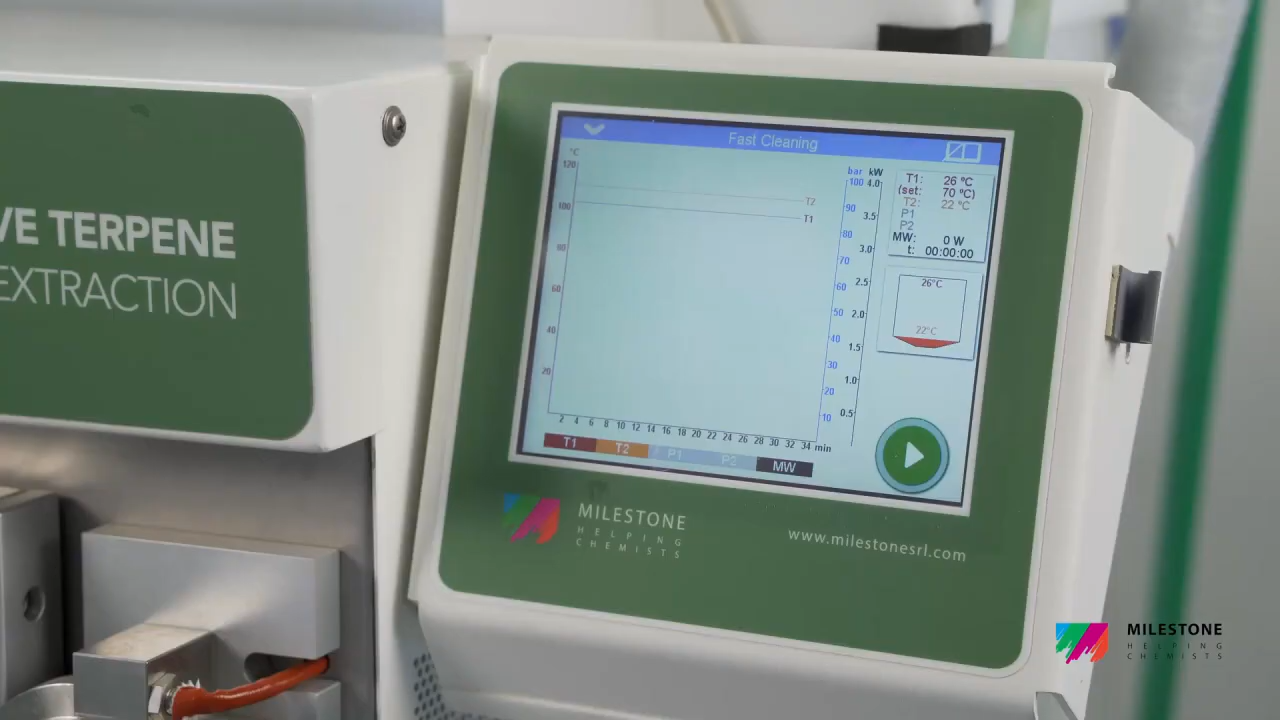 VE TERPENE
EXTRACTION
Fast Cleaning
°C
120
100
80
60
40
20
T2
T1
2 4 6 8 10 12 14 16 18 20 22 24 26 28 30 32 34 min
bar kW
100 4.0
90
3.5
80
3.0
70
2.5
60
50
2.0
40
1.5
30
1.0
20
0.5
10
T1: 26 °C
(set: 70 °C)
T2: 22 °C
P1
P2
MW: 0 W
t: 00:00:00
26°C
22°C
T1 T2 P1 P2 MW
MILESTONE
HELPING
CHEMISTS
www.milestonesrl.com
MILESTONE
HELPING
CHEMISTS